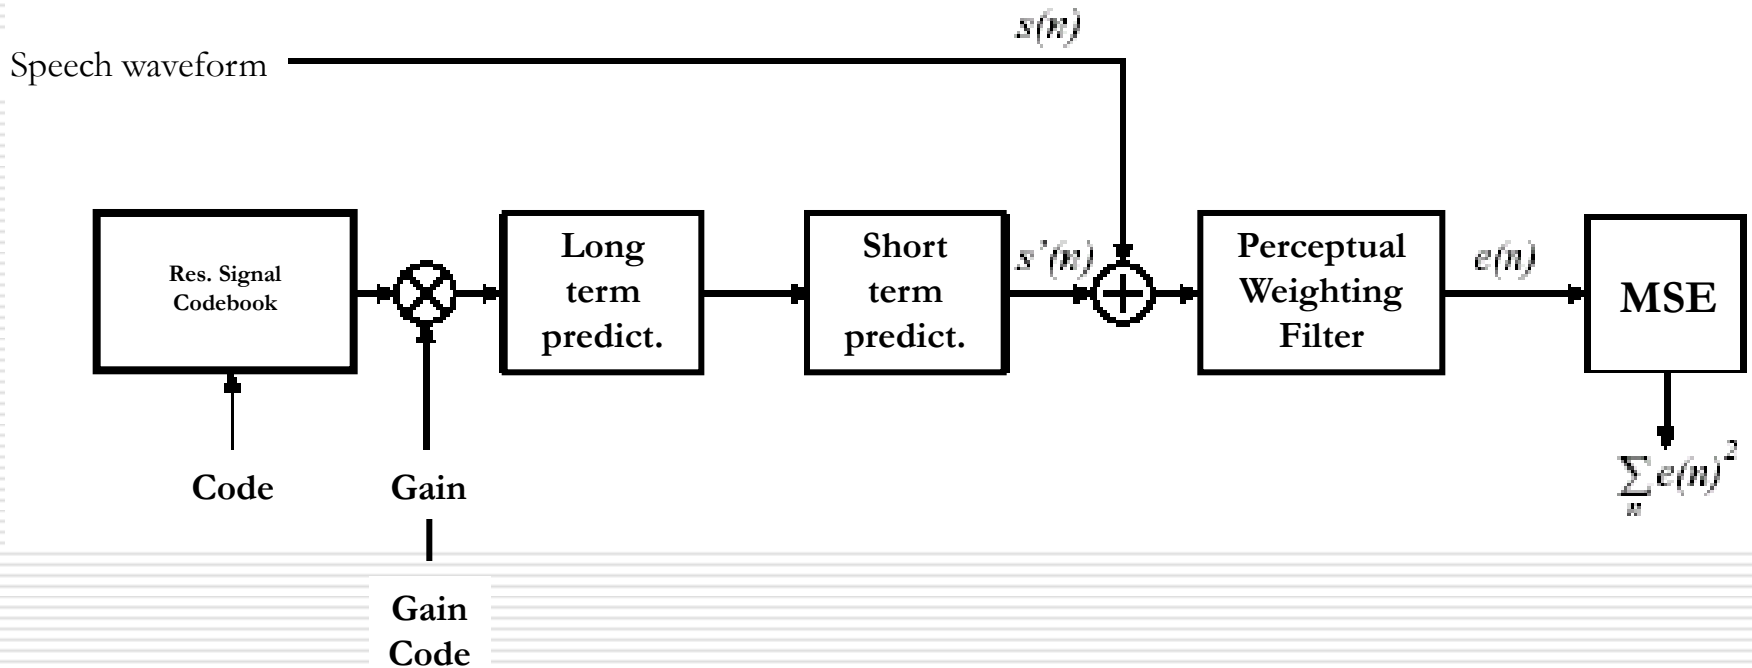 s(n)
Speech waveform
Res. Signal
Codebook
Long
term
predict.
Short
term
predict.
s'(n)
Perceptual
Weighting
Filter
e(n)
MSE
Code
Gain
∑ e(n)²
n
Gain
Code